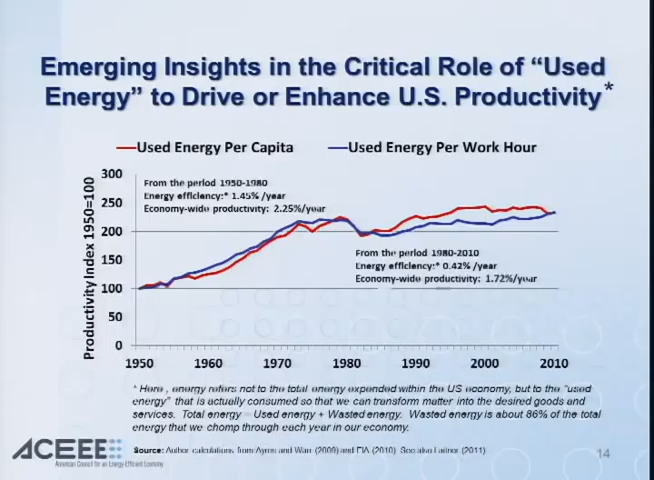 Emerging Insights in the Critical Role of “Used
Energy” to Drive or Enhance U.S. Productivity*
Used Energy Per Capita
Used Energy Per Work Hour
Productivity Index 1950=100
300
250
200
150
100
50
0
From the period 1950-1980
Energy efficiency:* 1.45% /year
Economy-wide productivity: 2.25%/year
From the period 1980-2010
Energy efficiency:* 0.42% /year
Economy-wide productivity: 1.72%/year
1950 1960 1970 1980 1990 2000 2010
* Here , energy refers not to the total energy expended within the US economy, but to the "used
energy" that is actually consumed so that we can transform matter into the desired goods and
services. Total energy = Used energy + Wasted energy. Wasted energy is about 86% of the total
energy that we chomp through each year in our economy.
Source: Author calculations from Ayres and Warr (2009) and EIA (2010). See also Laitner (2011)
ACEEE
American Council for an Energy-Efficient Economy
14